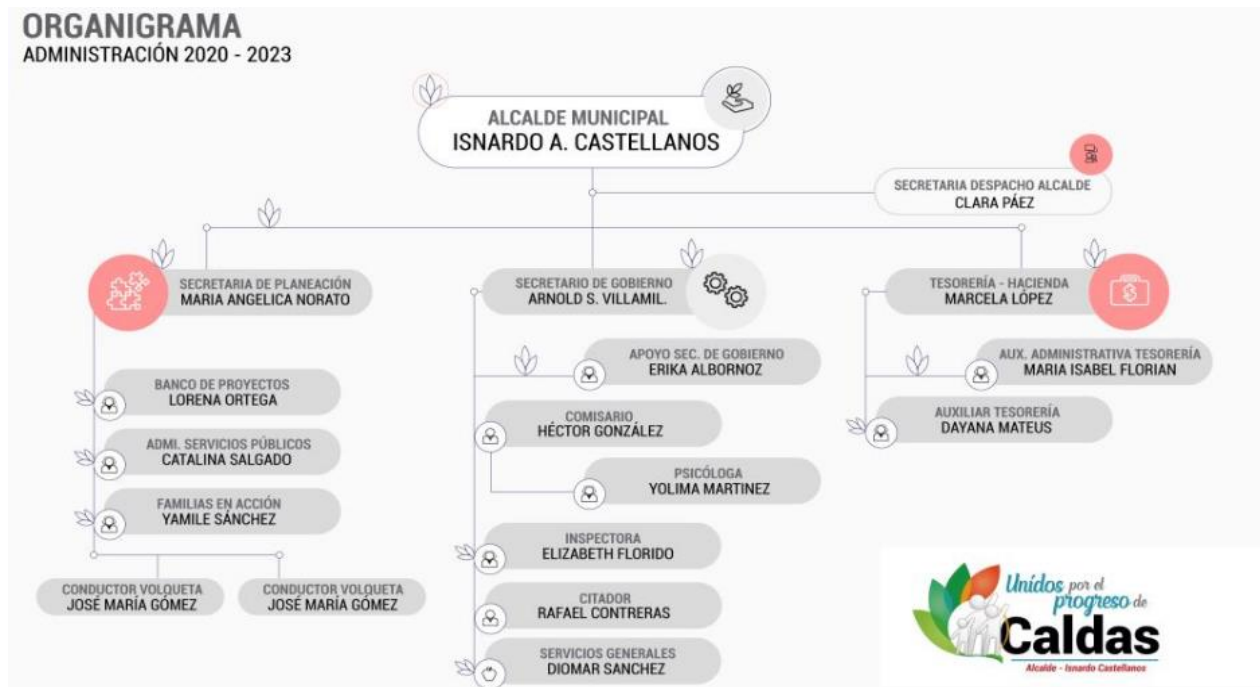 ORGANIGRAMA
ADMINISTRACIÓN 2020 - 2023
ALCALDE MUNICIPAL
ISNARDO A. CASTELLANOS
SECRETARIA DESPACHO ALCALDE
CLARA PÁEZ
SECRETARIA DE PLANEACIÓN
MARIA ANGELICA NORATO
BANCO DE PROYECTOS
LORENA ORTEGA
ADMI. SERVICIOS PÚBLICOS
CATALINA SALGADO
FAMILIAS EN ACCIÓN
YAMILE SÁNCHEZ
CONDUCTOR VOLQUETA
JOSÉ MARÍA GÓMEZ
CONDUCTOR VOLQUETA
JOSÉ MARÍA GÓMEZ
SECRETARIO DE GOBIERNO
ARNOLD S. VILLAMIL.
APOYO SEC. DE GOBIERNO
ERIKA ALBORNOZ
COMISARIO
HÉCTOR GONZÁLEZ
PSICÓLOGA
YOLIMA MARTINEZ
INSPECTORA
ELIZABETH FLORIDO
CITADOR
RAFAEL CONTRERAS
SERVICIOS GENERALES
DIOMAR SANCHEZ
TESORERÍA - HACIENDA
MARCELA LÓPEZ
$
AUX. ADMINISTRATIVA TESORERÍA
MARIA ISABEL FLORIAN
AUXILIAR TESORERÍA
DAYANA MATEUS
Unidos por el
progreso de
Caldas
Alcalde - Isnardo Castellanos